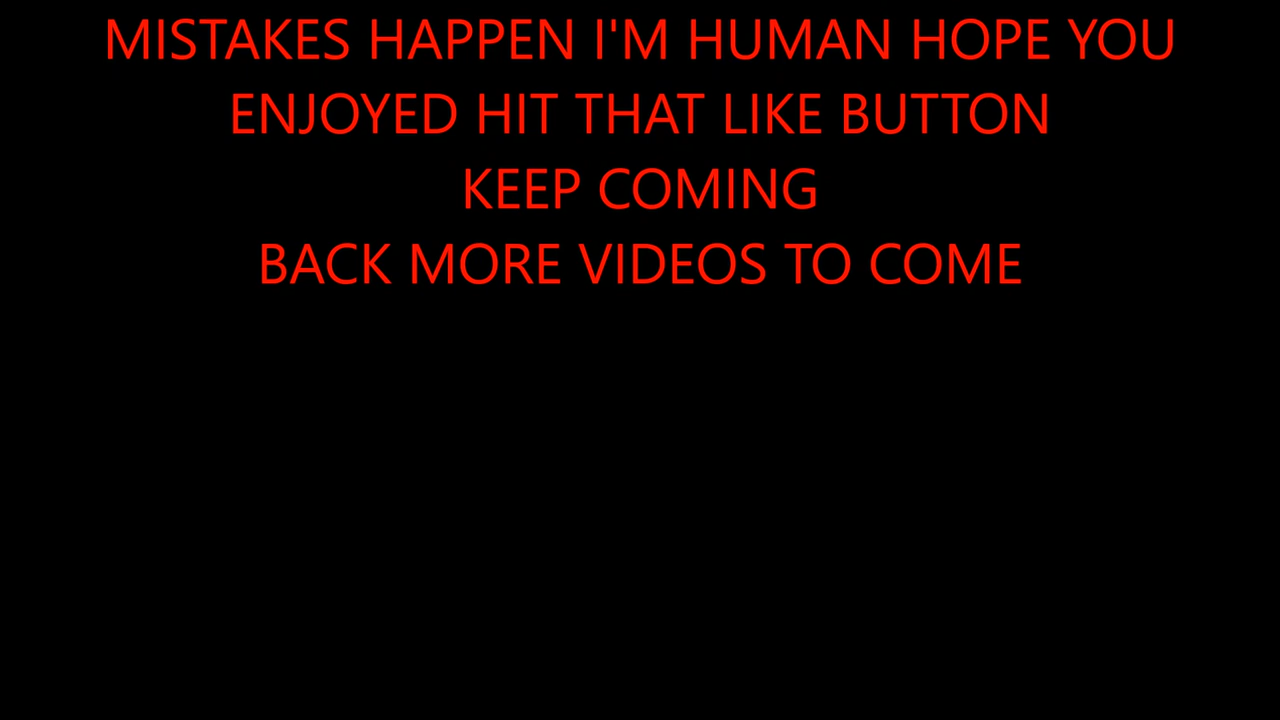 MISTAKES HAPPEN I'M HUMAN HOPE YOU
ENJOYED HIT THAT LIKE BUTTON
KEEP COMING
BACK MORE VIDEOS TO COME